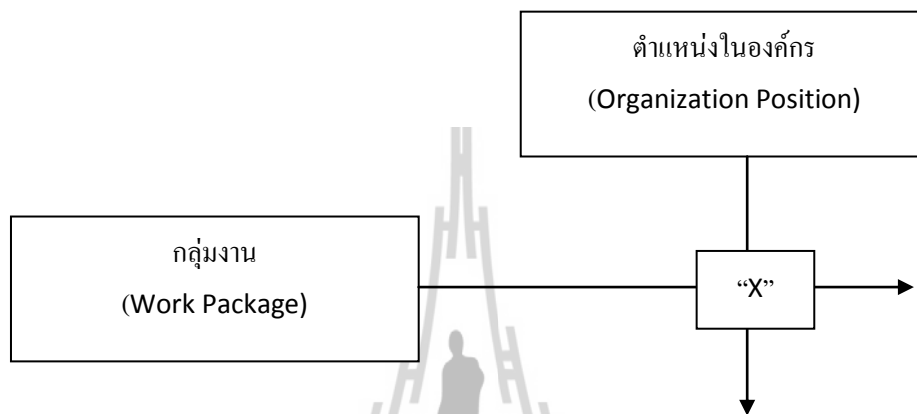 ตำแหน่งในองค์กร
(Organization Position)
กลุ่มงาน
(Work Package)
“X”